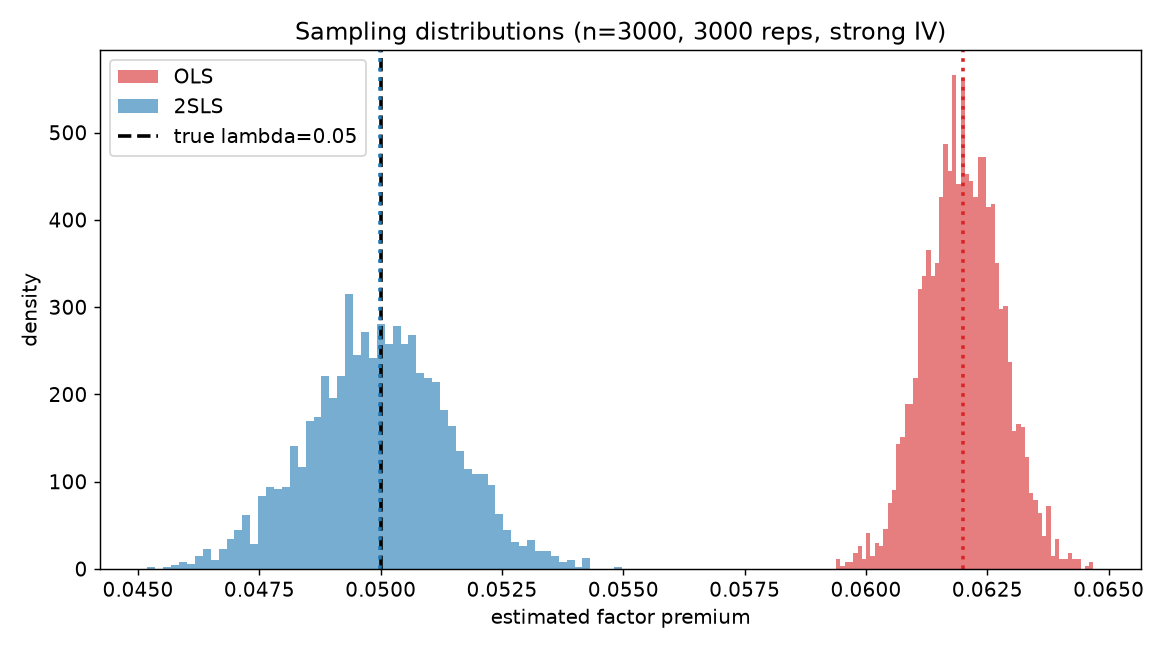 Sampling distributions (n=3000, 3000 reps, strong IV)
OLS
2SLS
true lambda=0.05
density
500
400
300
200
100
0
0.0450 0.0475 0.0500 0.0525 0.0550 0.0575 0.0600 0.0625 0.0650
estimated factor premium